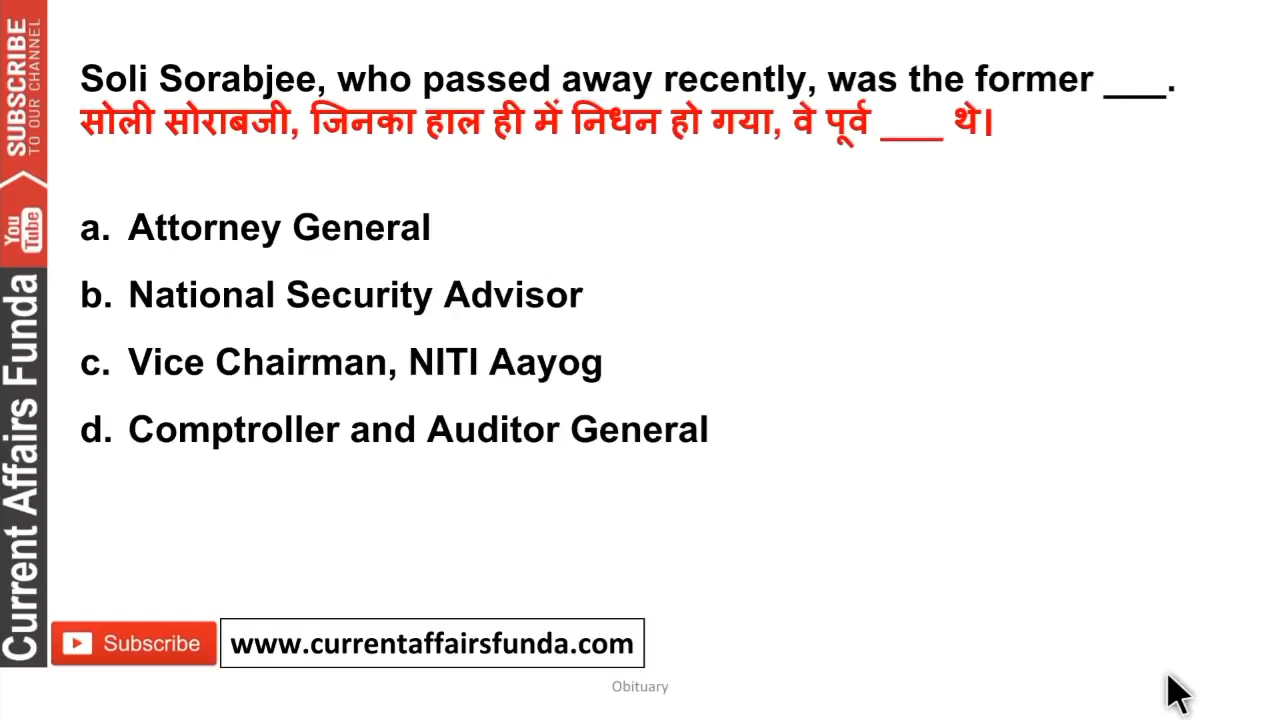 Soli Sorabjee, who passed away recently, was the former ___.
सोली सोराबजी, जिनका हाल ही में निधन हो गया, वे पूर्व ___ थे।
a. Attorney General
b. National Security Advisor
c. Vice Chairman, NITI Aayog
d. Comptroller and Auditor General
SUBSCRIBE
TO OUR CHANNEL
You
Tube
Current Affairs Funda
Subscribe
www.currentaffairsfunda.com
Obituary